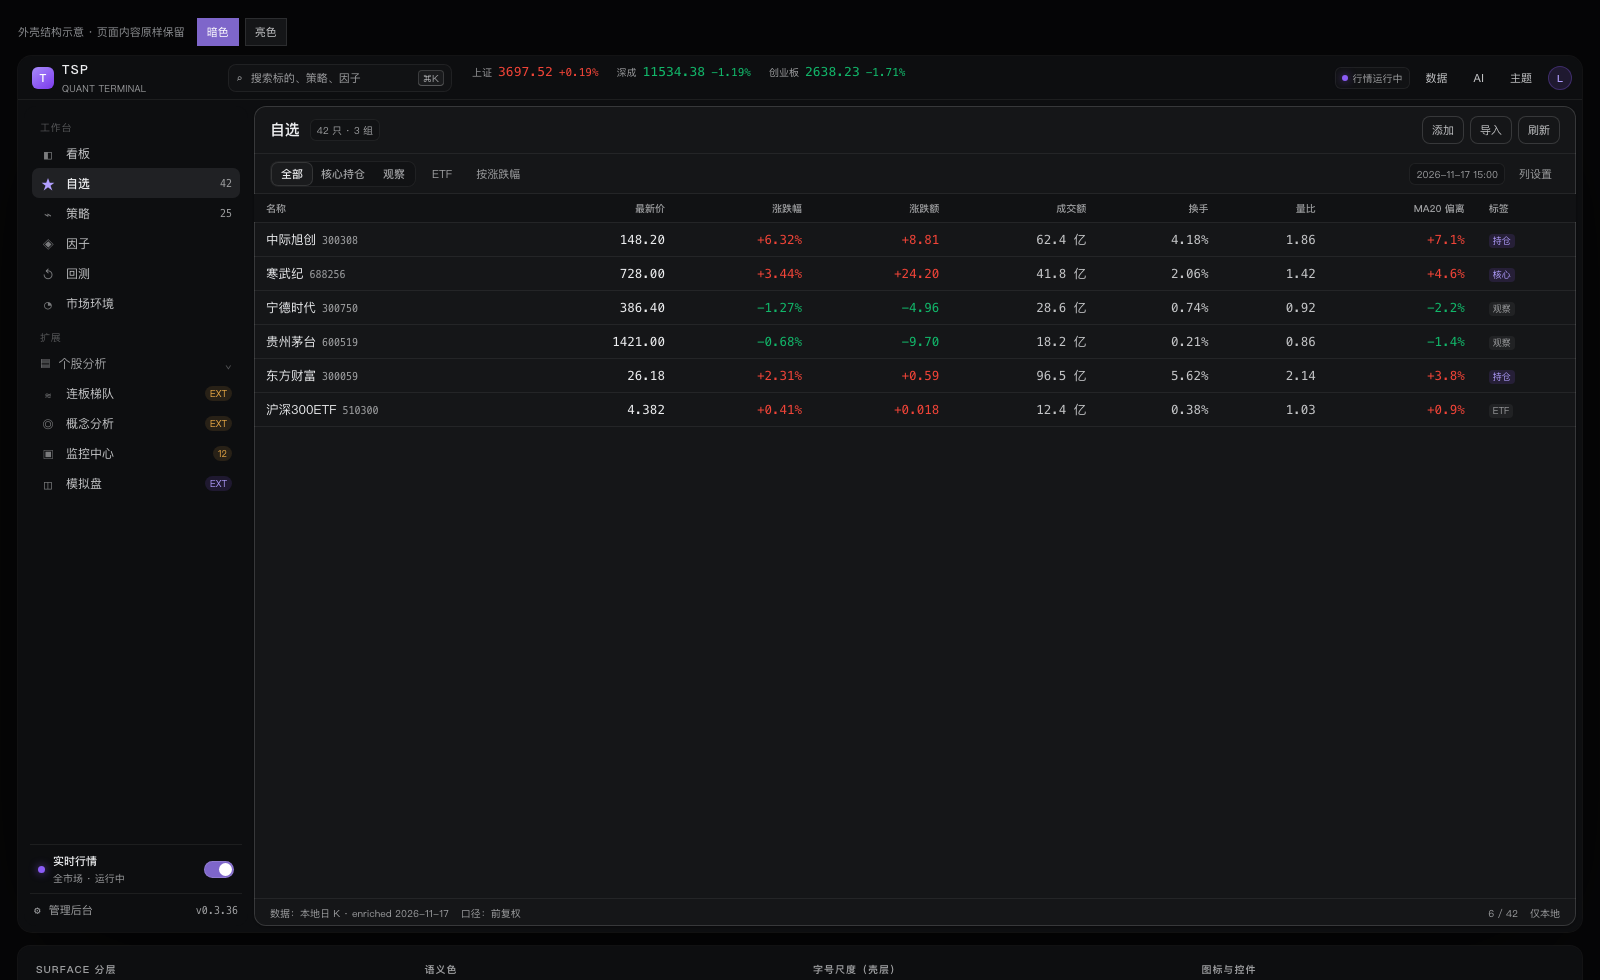 外壳结构示意 · 页面内容原样保留 暗色 亮色
T TSP QUANT TERMINAL
搜索标的、策略、因子 ⌘K
上证 3697.52 +0.19% 深成 11534.38 −1.19% 创业板 2638.23 −1.71%
行情运行中 数据 AI 主题 L
工作台
看板
自选 42
策略 25
因子
回测
市场环境
扩展
个股分析
连板梯队 EXT
概念分析 EXT
监控中心 12
模拟盘 EXT
实时行情
全市场 · 运行中
管理后台 v0.3.36
自选 42 只 · 3 组 添加 导入 刷新
全部 核心持仓 观察 ETF 按涨跌幅 2026-11-17 15:00 列设置
名称 最新价 涨跌幅 涨跌额 成交额 换手 量比 MA20 偏离 标签
中际旭创 300308 148.20 +6.32% +8.81 62.4 亿 4.18% 1.86 +7.1% 持仓
寒武纪 688256 728.00 +3.44% +24.20 41.8 亿 2.06% 1.42 +4.6% 核心
宁德时代 300750 386.40 −1.27% −4.96 28.6 亿 0.74% 0.92 −2.2% 观察
贵州茅台 600519 1421.00 −0.68% −9.70 18.2 亿 0.21% 0.86 −1.4% 观察
东方财富 300059 26.18 +2.31% +0.59 96.5 亿 5.62% 2.14 +3.8% 持仓
沪深300ETF 510300 4.382 +0.41% +0.018 12.4 亿 0.38% 1.03 +0.9% ETF
数据：本地日 K · enriched 2026-11-17 口径：前复权 6 / 42 仅本地
SURFACE 分层 语义色 字号尺度（壳层） 图标与控件